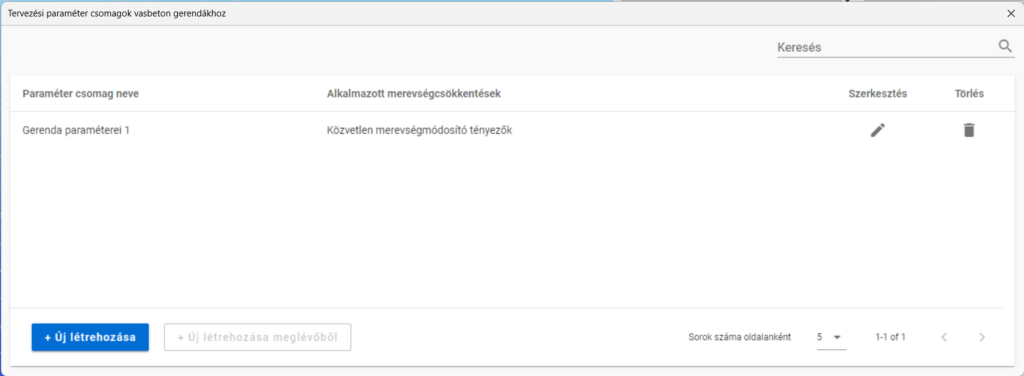 Tervezési paraméter csomagok vasbeton gerendákhoz
Keresés
Paraméter csomag neve Alkalmazott merevségcsökkentések Szerkesztés Törlés
Gerenda paraméterei 1 Közvetlen merevségmódosító tényezők
+ Új létrehozása + Új létrehozása meglévőből Sorok száma oldalanként 5 1-1 of 1